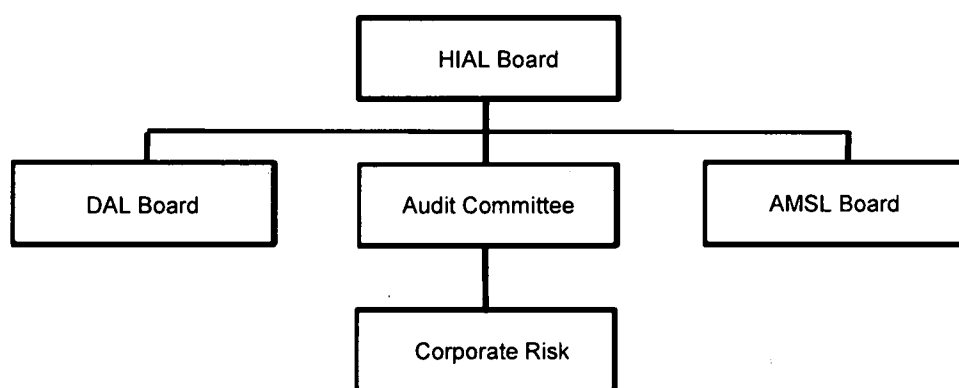 HIAL Board
DAL Board
Audit Committee
AMSL Board
Corporate Risk